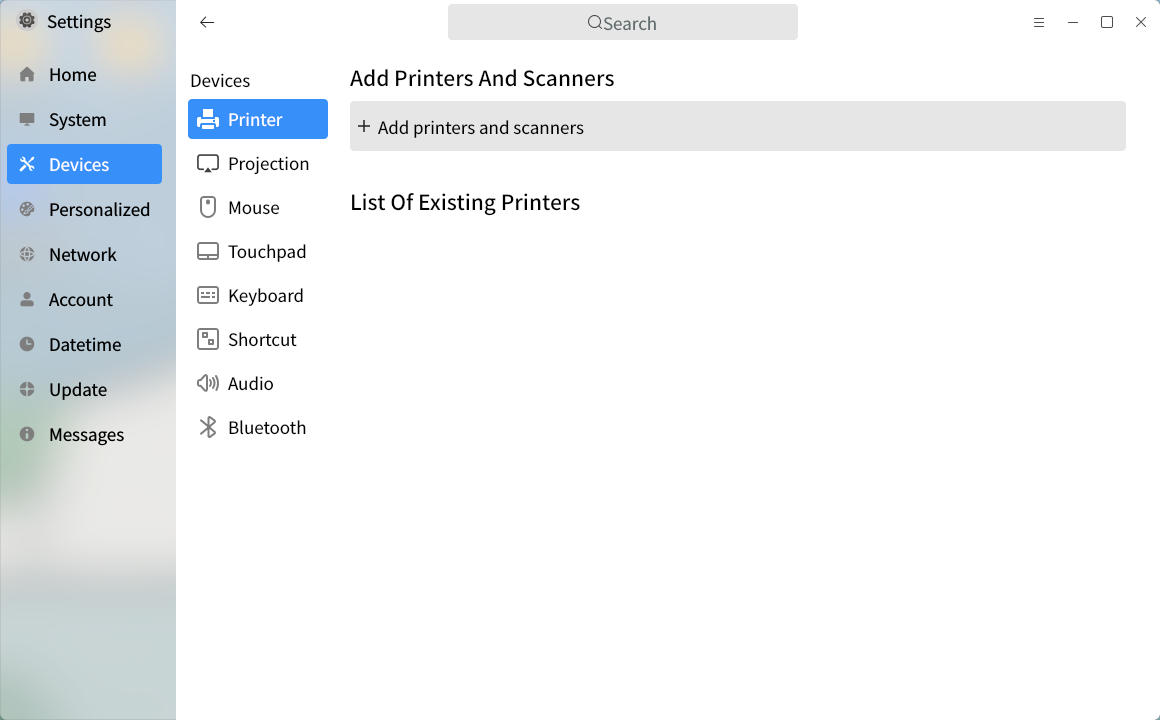 Settings
Search
Home
System
Devices
Personalized
Network
Account
Datetime
Update
Messages
Devices
Printer
Projection
Mouse
Touchpad
Keyboard
Shortcut
Audio
Bluetooth
Add Printers And Scanners
Add printers and scanners
List Of Existing Printers